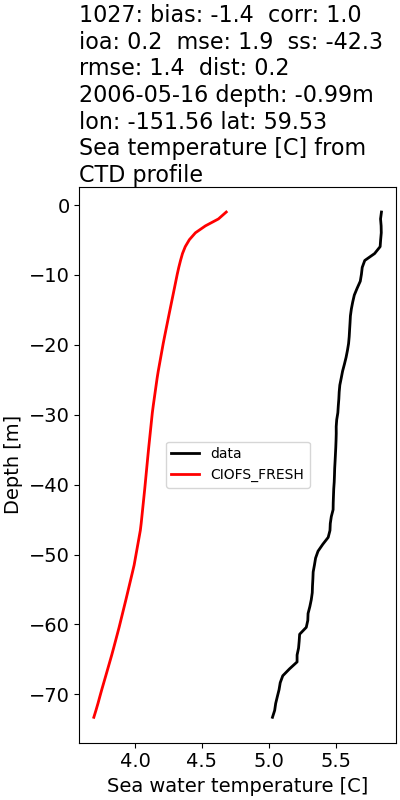 1027: bias: -1.4  corr: 1.0
ioa: 0.2  mse: 1.9  ss: -42.3
rmse: 1.4  dist: 0.2
2006-05-16 depth: -0.99m
lon: -151.56 lat: 59.53
Sea temperature [C] from
CTD profile
0
−10
−20
−30
−40
−50
−60
−70
Depth [m]
data
CIOFS_FRESH
4.0 4.5 5.0 5.5
Sea water temperature [C]